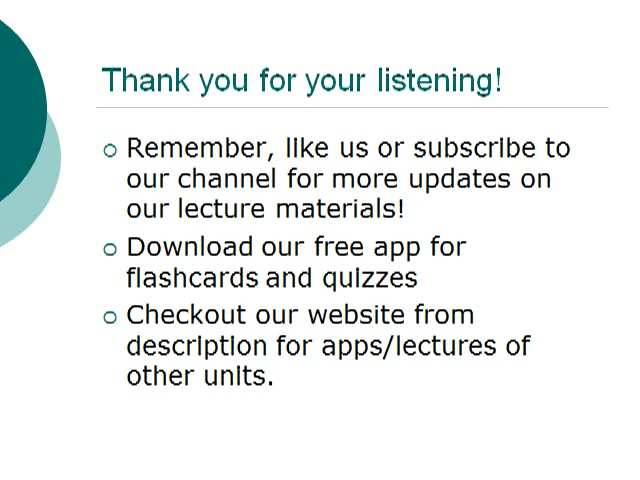 Thank you for your listening!
Remember, like us or subscribe to
our channel for more updates on
our lecture materials!
Download our free app for
flashcards and quizzes
Checkout our website from
description for apps/lectures of
other units.